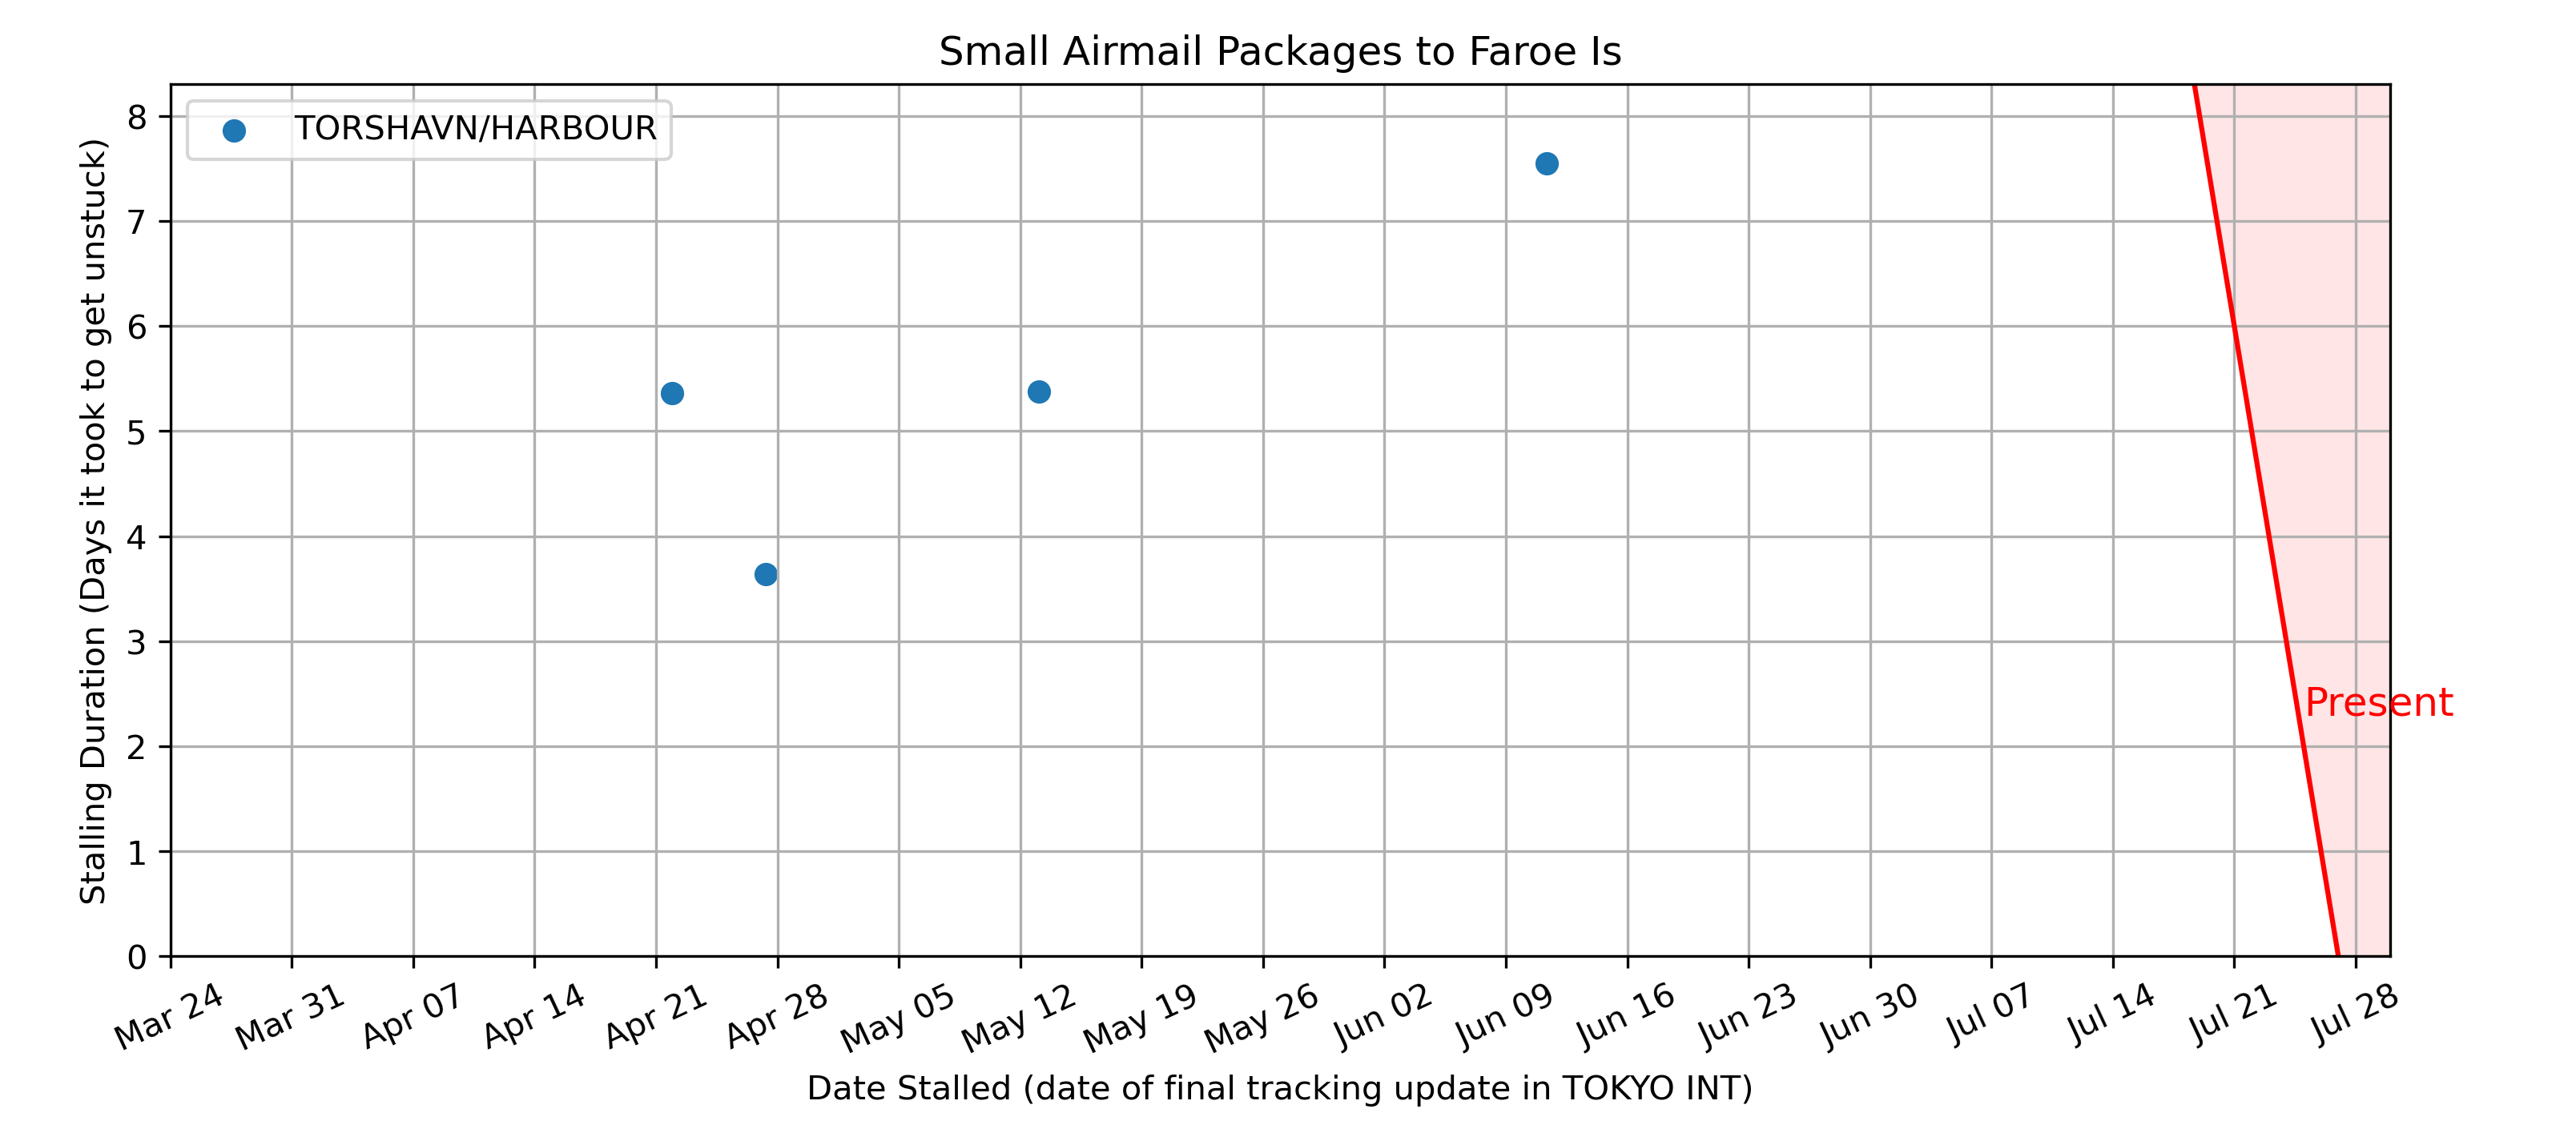 Small Airmail Packages to Faroe Is
TORSHAVN/HARBOUR
Stalling Duration (Days it took to get unstuck)
8
7
6
5
4
3
2
1
0
Present
Mar 24
Mar 31
Apr 07
Apr 14
Apr 21
Apr 28
May 05
May 12
May 19
May 26
Jun 02
Jun 09
Jun 16
Jun 23
Jun 30
Jul 07
Jul 14
Jul 21
Jul 28
Date Stalled (date of final tracking update in TOKYO INT)